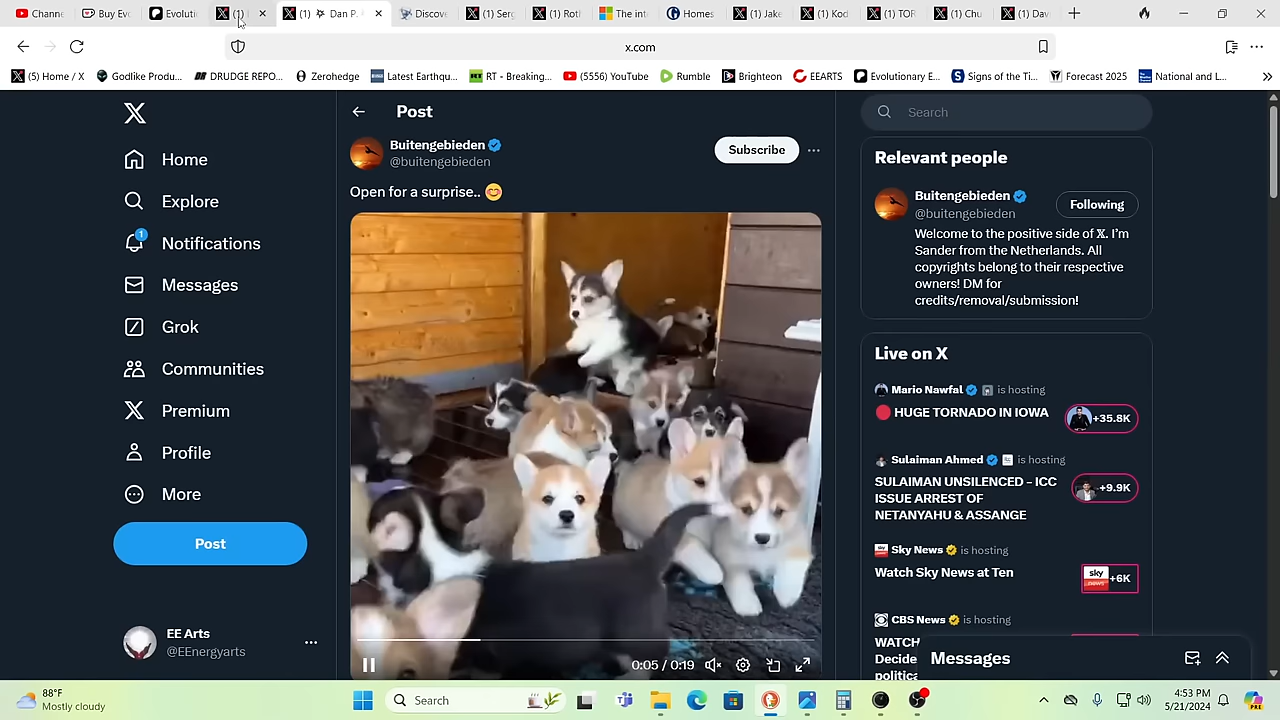 Channe
Buy Ev
Evoluti
(1)
(1) Dan P.
Discov
(1) Ser
(1) Rot
The int
Homes
(1) Jake
(1) Koc
(1) TOF
(1) Chu
(1) Da
x.com
(5) Home / X
Godlike Produ...
DRUDGE REPO...
Zerohedge
Latest Earthqu...
RT - Breaking...
(5556) YouTube
Rumble
Brighteon
EEARTS
Evolutionary E...
Signs of the Ti...
Forecast 2025
National and L...
X
Home
Explore
1
Notifications
Messages
Grok
Communities
Premium
Profile
More
Post
EE Arts
@EEnergyarts
Post
Buitengebieden
@buitengebieden
Subscribe
Open for a surprise.. 😊
0:05 / 0:19
Search
Relevant people
Buitengebieden
@buitengebieden
Following
Welcome to the positive side of 𝕏. I'm
Sander from the Netherlands. All
copyrights belong to their respective
owners! DM for
credits/removal/submission!
Live on X
Mario Nawfal is hosting
🔴 HUGE TORNADO IN IOWA
+35.8K
Sulaiman Ahmed is hosting
SULAIMAN UNSILENCED – ICC
ISSUE ARREST OF
NETANYAHU & ASSANGE
+9.9K
Sky News is hosting
Watch Sky News at Ten
sky news
+6K
CBS News is hosting
WATCH
Decide
politica
Messages
88°F
Mostly cloudy
Search
4:53 PM
5/21/2024
PRE